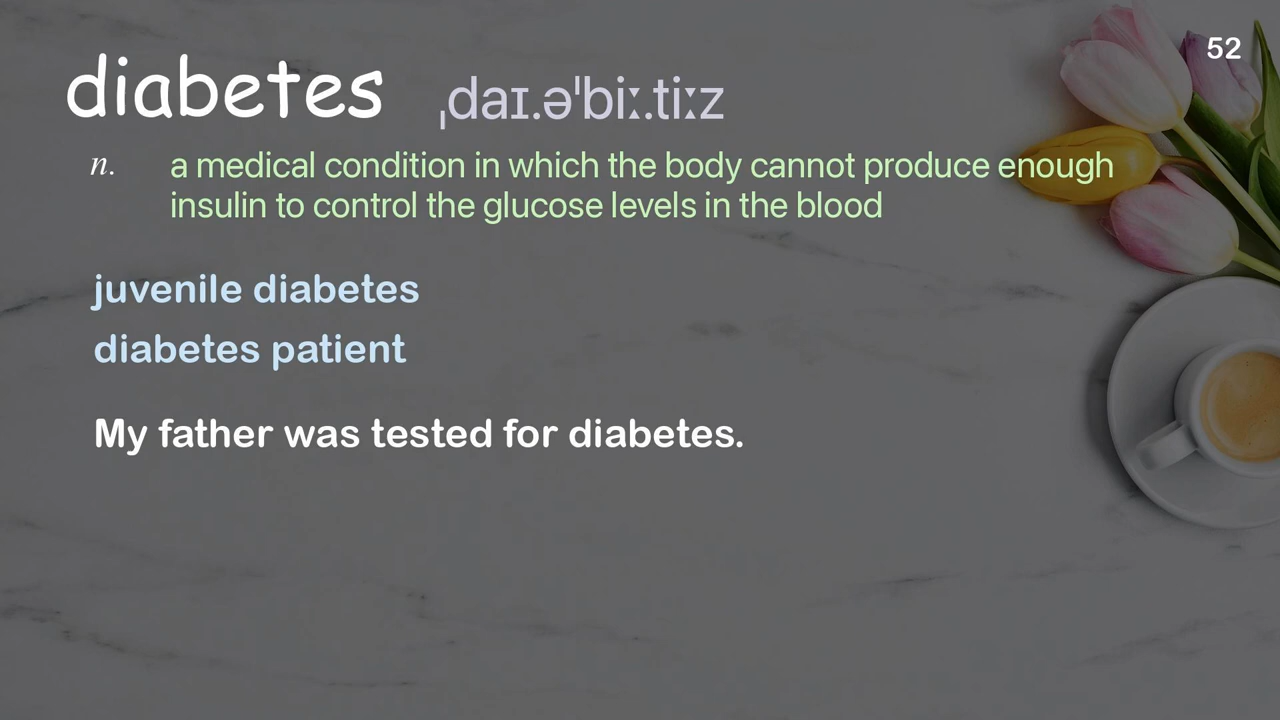 52
diabetes ˌdaɪ.əˈbiː.tiːz
n. a medical condition in which the body cannot produce enough
insulin to control the glucose levels in the blood
juvenile diabetes
diabetes patient
My father was tested for diabetes.